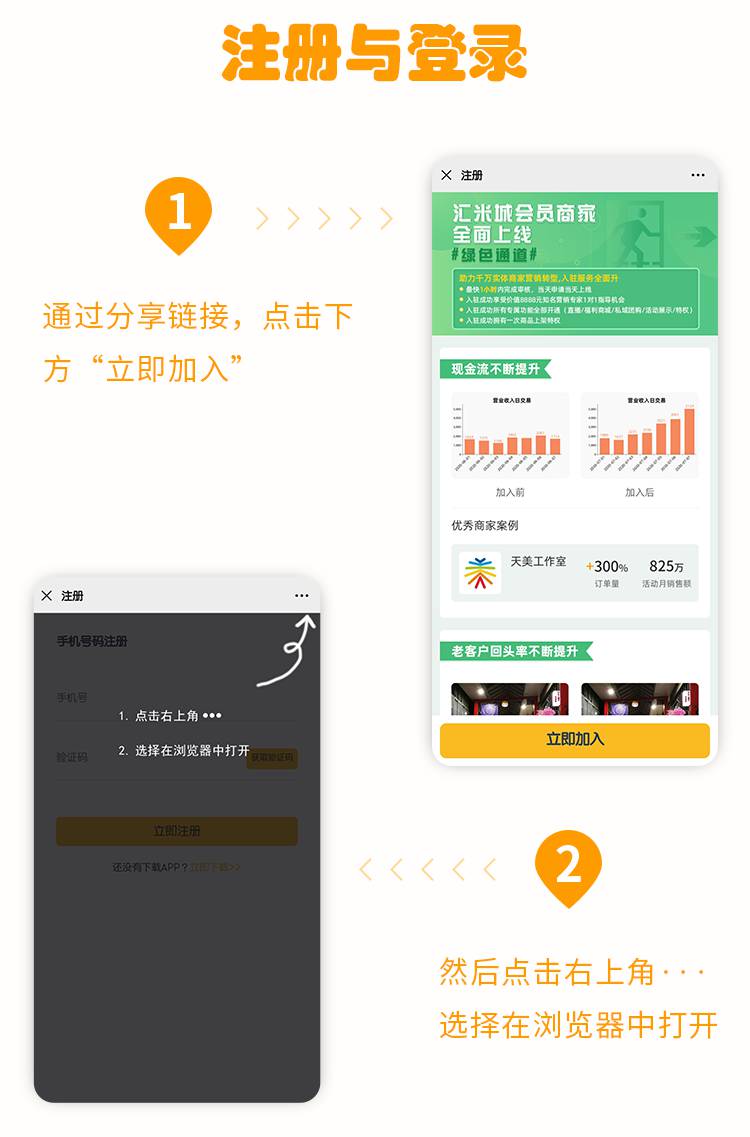 注册与登录
1
通过分享链接，点击下
方“立即加入”
注册
汇米城会员商家
全面上线
#绿色通道#
助力千万实体商家营销转型,入驻服务全面升
最快1小时内完成审核，当天申请当天上线
入驻成功享受价值8888元知名营销专家1对1指导机会
入驻成功所有专属功能全部开通（直播/福利商城/私域团购/活动展示/特权）
入驻成功拥有一次商品上架特权
现金流不断提升
营业收入日交易
营业收入日交易
加入前
加入后
优秀商家案例
天美工作室
+300%
825万
订单量
活动月销售额
老客户回头率不断提升
立即加入
注册
手机号码注册
手机号
1. 点击右上角 •••
验证码
2. 选择在浏览器中打开
获取验证码
立即注册
还没有下载APP？立即下载>>
2
然后点击右上角···
选择在浏览器中打开